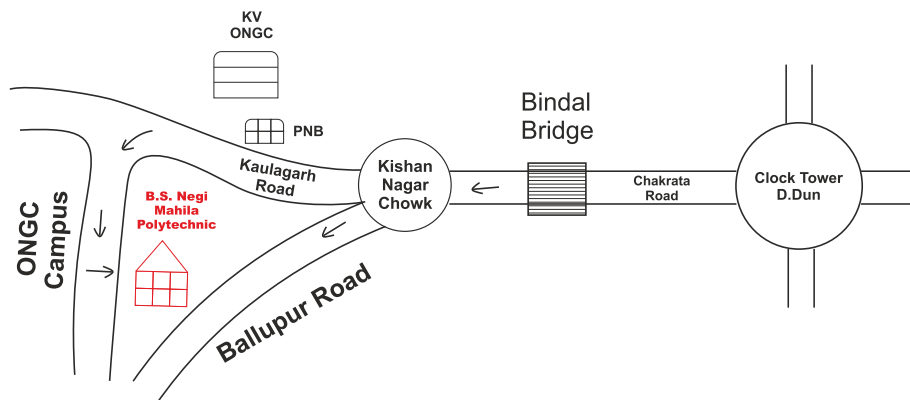 KV
ONGC
PNB
Kaulagarh
Road
Kishan
Nagar
Chowk
Bindal
Bridge
Chakrata
Road
Clock Tower
D.Dun
B.S. Negi
Mahila
Polytechnic
ONGC
Campus
Ballupur Road